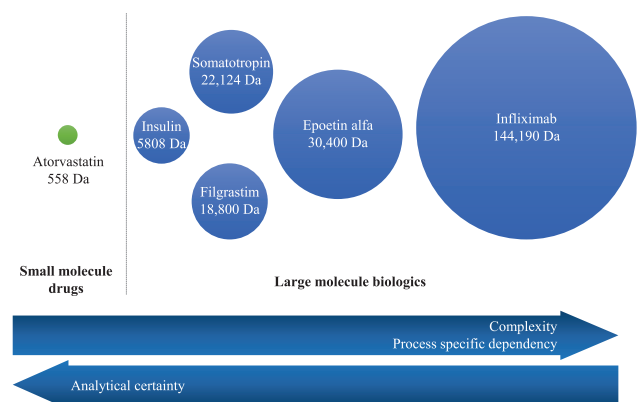 Atorvastatin
558 Da
Insulin
5808 Da
Somatotropin
22,124 Da
Filgrastim
18,800 Da
Epoetin alfa
30,400 Da
Infliximab
144,190 Da
Small molecule
drugs
Large molecule biologics
Complexity
Process specific dependency
Analytical certainty